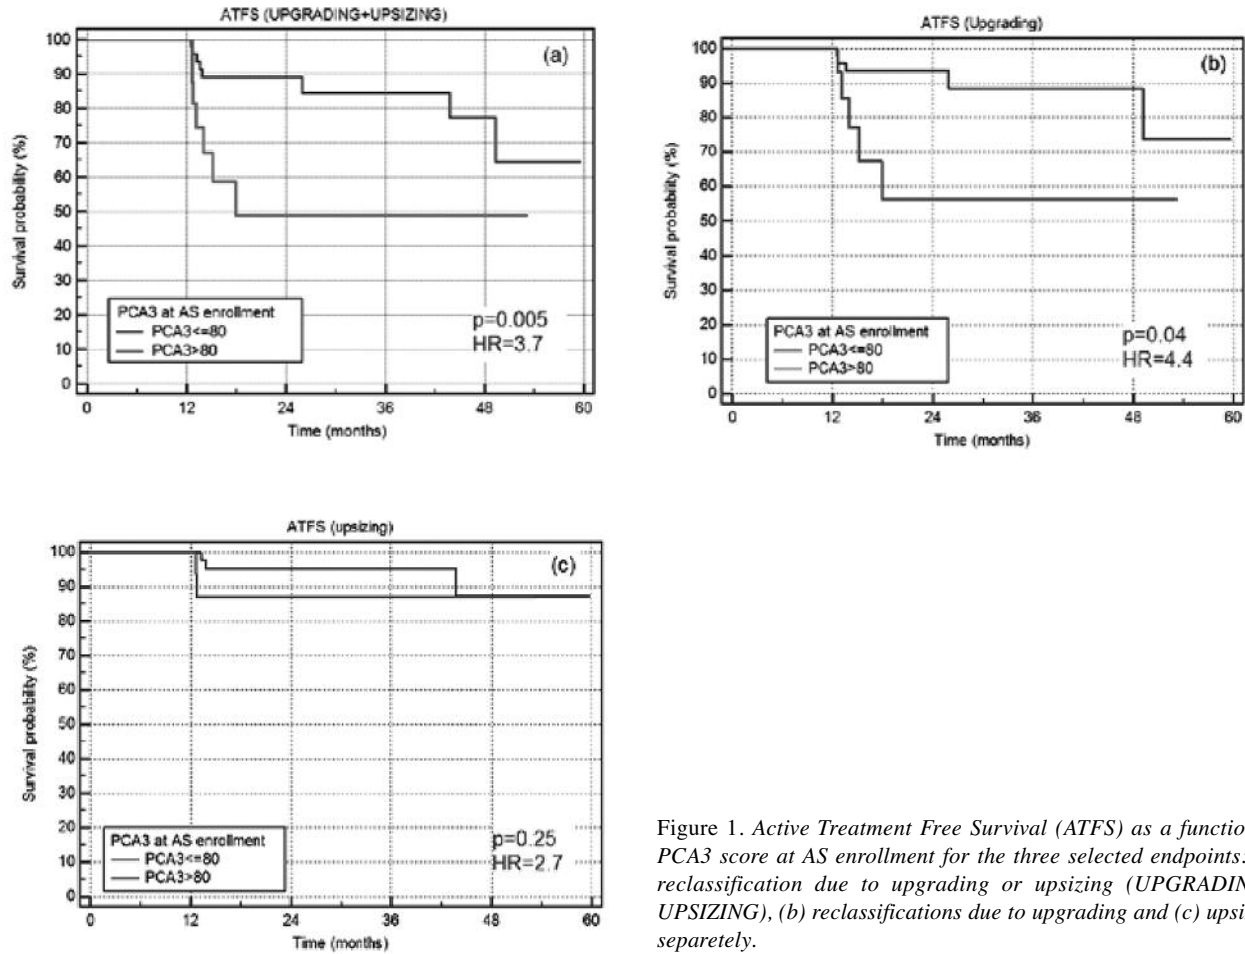 ATFS (UPGRADING+UPSIZING)
(a)
Survival probability (%)
100
90
80
70
60
50
40
30
20
10
0
PCA3 at AS enrollment
PCA3<=80
PCA3>80
p=0.005
HR=3.7
0 12 24 36 48 60
Time (months)
ATFS (Upgrading)
(b)
Survival probability (%)
100
90
80
70
60
50
40
30
20
10
0
PCA3 at AS enrollment
PCA3<=80
PCA3>80
p=0.04
HR=4.4
0 12 24 36 48 60
Time (months)
ATFS (upsizing)
(c)
Survival probability (%)
100
90
80
70
60
50
40
30
20
10
0
PCA3 at AS enrollment
PCA3<=80
PCA3>80
p=0.25
HR=2.7
0 12 24 36 48 60
Time (months)
Figure 1. Active Treatment Free Survival (ATFS) as a function
PCA3 score at AS enrollment for the three selected endpoints:
reclassification due to upgrading or upsizing (UPGRADING
UPSIZING), (b) reclassifications due to upgrading and (c) upsi
separetely.